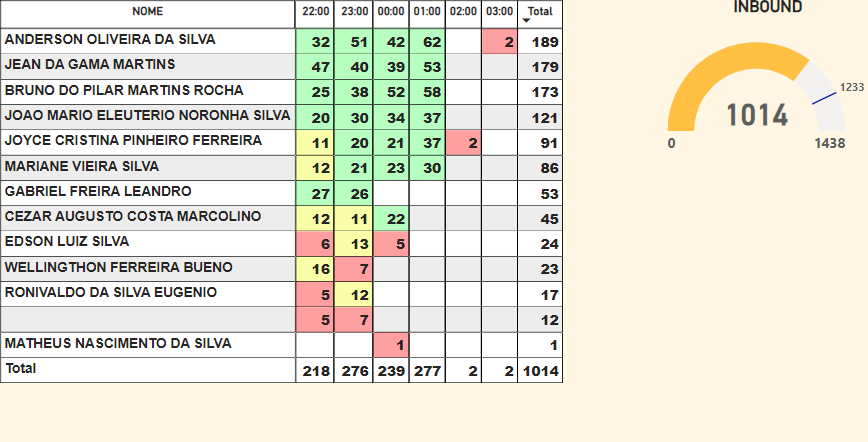 NOME 22:00 23:00 00:00 01:00 02:00 03:00 Total
ANDERSON OLIVEIRA DA SILVA 32 51 42 62 2 189
JEAN DA GAMA MARTINS 47 40 39 53 179
BRUNO DO PILAR MARTINS ROCHA 25 38 52 58 173
JOAO MARIO ELEUTERIO NORONHA SILVA 20 30 34 37 121
JOYCE CRISTINA PINHEIRO FERREIRA 11 20 21 37 2 91
MARIANE VIEIRA SILVA 12 21 23 30 86
GABRIEL FREIRA LEANDRO 27 26 53
CEZAR AUGUSTO COSTA MARCOLINO 12 11 22 45
EDSON LUIZ SILVA 6 13 5 24
WELLINGTHON FERREIRA BUENO 16 7 23
RONIVALDO DA SILVA EUGENIO 5 12 17
5 7 12
MATHEUS NASCIMENTO DA SILVA 1 1
Total 218 276 239 277 2 2 1014
INBOUND
1233
1014
0 1438